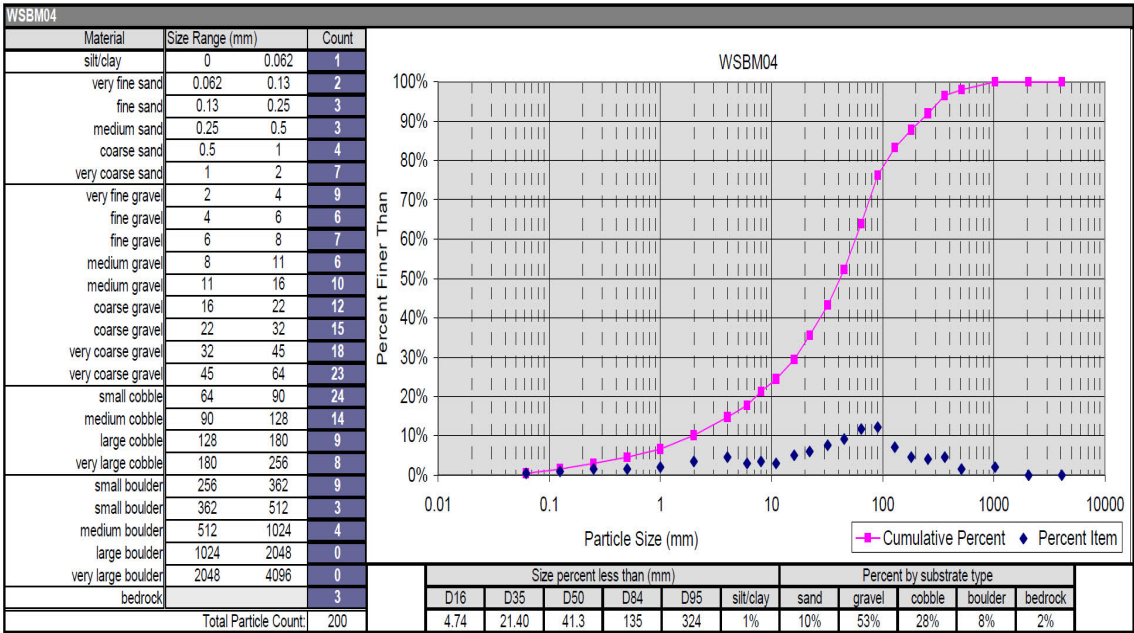 WSBM04
Material Size Range (mm) Count
silt/clay 0 0.062 1
very fine sand 0.062 0.13 2
fine sand 0.13 0.25 3
medium sand 0.25 0.5 3
coarse sand 0.5 1 4
very coarse sand 1 2 7
very fine gravel 2 4 9
fine gravel 4 6 6
fine gravel 6 8 7
medium gravel 8 11 6
medium gravel 11 16 10
coarse gravel 16 22 12
coarse gravel 22 32 15
very coarse gravel 32 45 18
very coarse gravel 45 64 23
small cobble 64 90 24
medium cobble 90 128 14
large cobble 128 180 9
very large cobble 180 256 8
small boulder 256 362 9
small boulder 362 512 3
medium boulder 512 1024 4
large boulder 1024 2048 0
very large boulder 2048 4096 0
bedrock 3
Total Particle Count: 200
WSBM04
Percent Finer Than
100%
90%
80%
70%
60%
50%
40%
30%
20%
10%
0%
0.01 0.1 1 10 100 1000 10000
Particle Size (mm)
Cumulative Percent Percent Item
Size percent less than (mm) Percent by substrate type
D16 D35 D50 D84 D95 silt/clay sand gravel cobble boulder bedrock
4.74 21.40 41.3 135 324 1% 10% 53% 28% 8% 2%